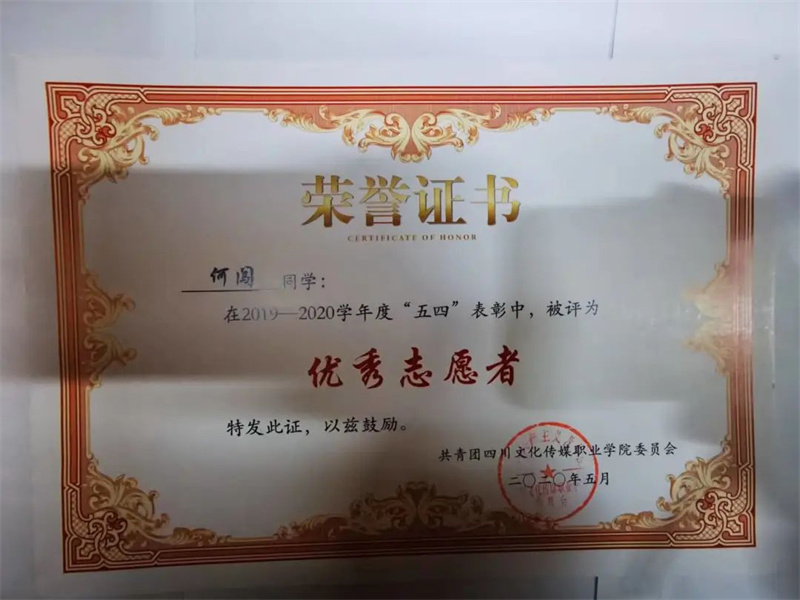 荣誉证书
CERTIFICATE OF HONOR
何闯 同学：
在2019—2020学年度“五四”表彰中，被评为
优秀志愿者
特发此证，以兹鼓励。
共青团四川文化传媒职业学院委员会
二〇二〇年五月